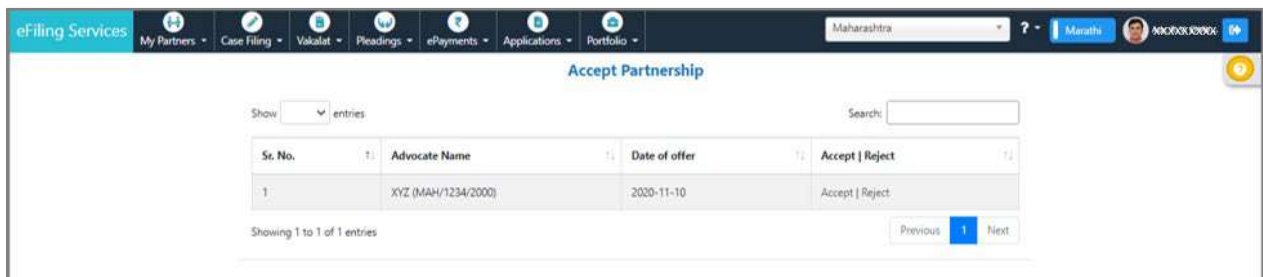 eFiling Services My Partners Case Filing Vakalat Pleadings ePayments Applications Portfolio Maharashtra ? Marathi
Accept Partnership
Show entries Search:
Sr. No. Advocate Name Date of offer Accept | Reject
1 XYZ (MAH/1234/2000) 2020-11-10 Accept | Reject
Showing 1 to 1 of 1 entries Previous 1 Next